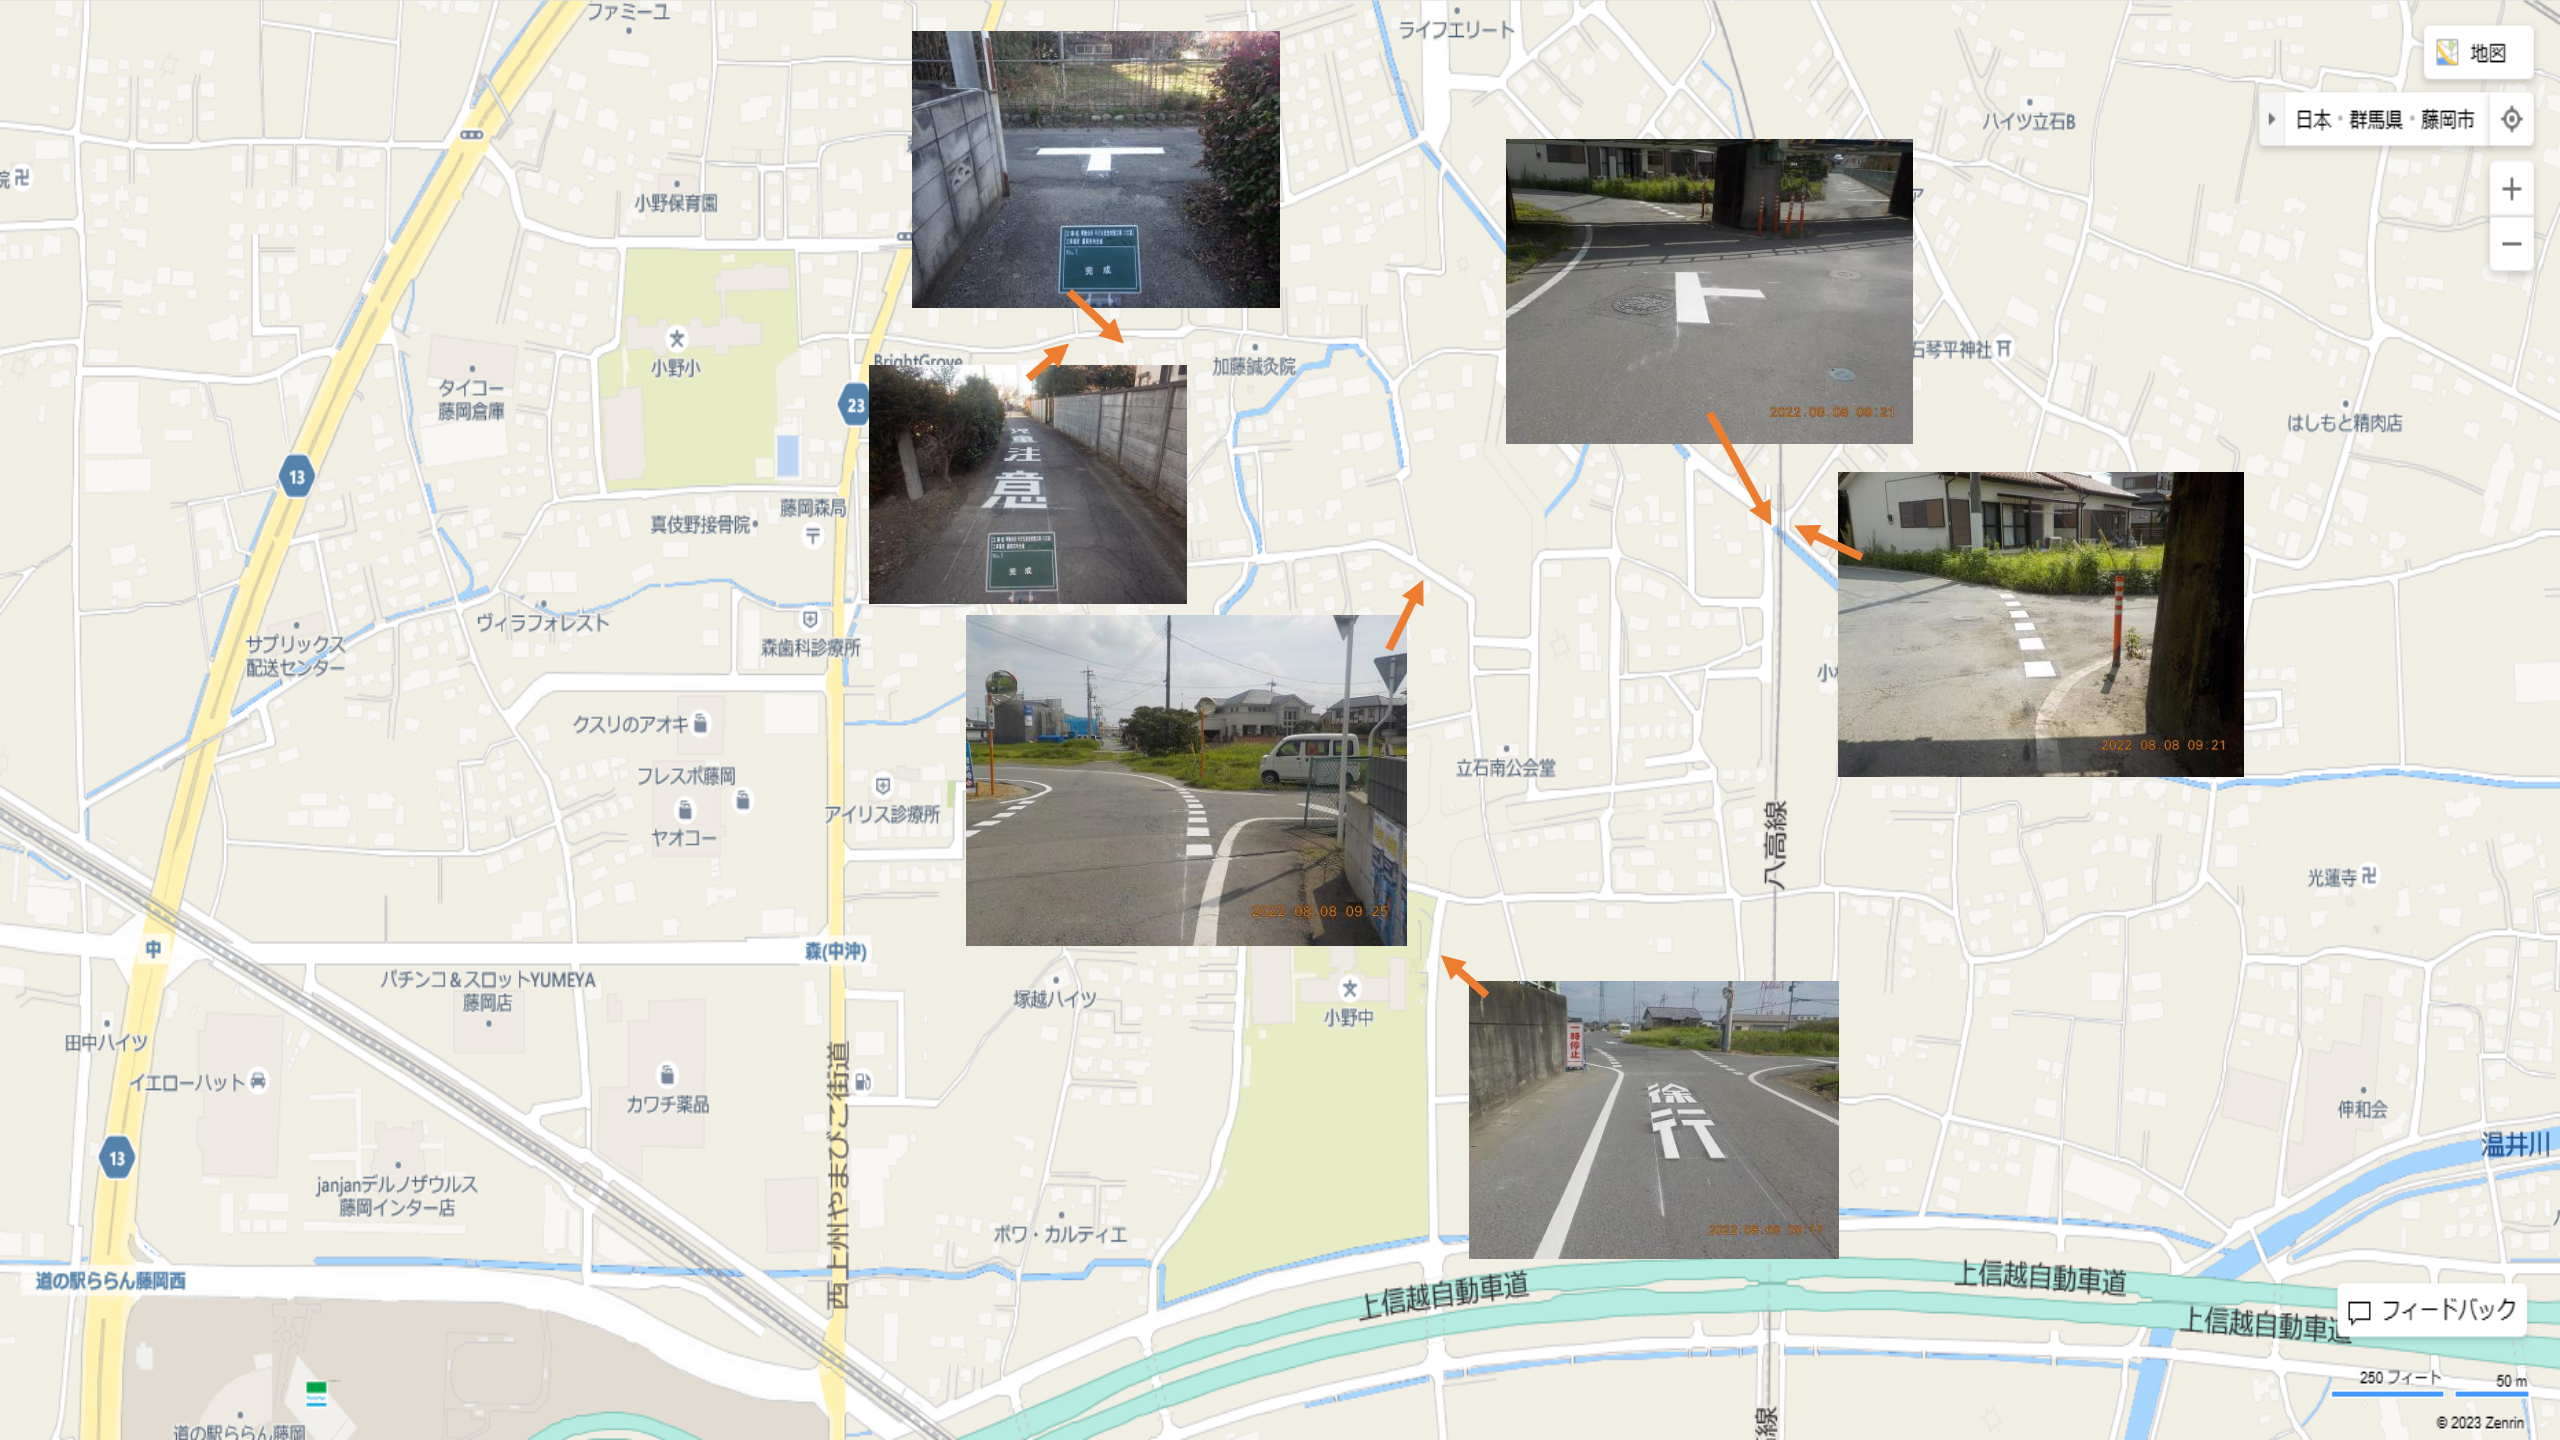 ファミーユ
ライフエリート
地図
ハイツ立石B
日本・群馬県・藤岡市
院
小野保育園
小野小
タイコー
藤岡倉庫
BrightGrove
23
13
加藤鍼灸院
完 成
石琴平神社
はしもと精肉店
2022.08.08 09:21
児童
注
意
完 成
藤岡森局
真伎野接骨院
ヴィラフォレスト
森歯科診療所
サブリックス
配送センター
小
クスリのアオキ
フレスポ藤岡
ヤオコー
アイリス診療所
立石南公会堂
2022 08.08 09:21
八高線
光蓮寺
2022 08 08 09 25
中
森(中沖)
パチンコ&スロットYUMEYA
藤岡店
塚越ハイツ
小野中
一時停止
徐
行
田中ハイツ
イエローハット
カワチ薬品
西上州やまびこ街道
伸和会
温井川
13
janjanデルノザウルス
藤岡インター店
ボワ・カルティエ
道の駅ららん藤岡西
上信越自動車道
上信越自動車道
上信越自動車道
フィードバック
250 フィート
50 m
道の駅ららん藤岡
線
© 2023 Zenrin